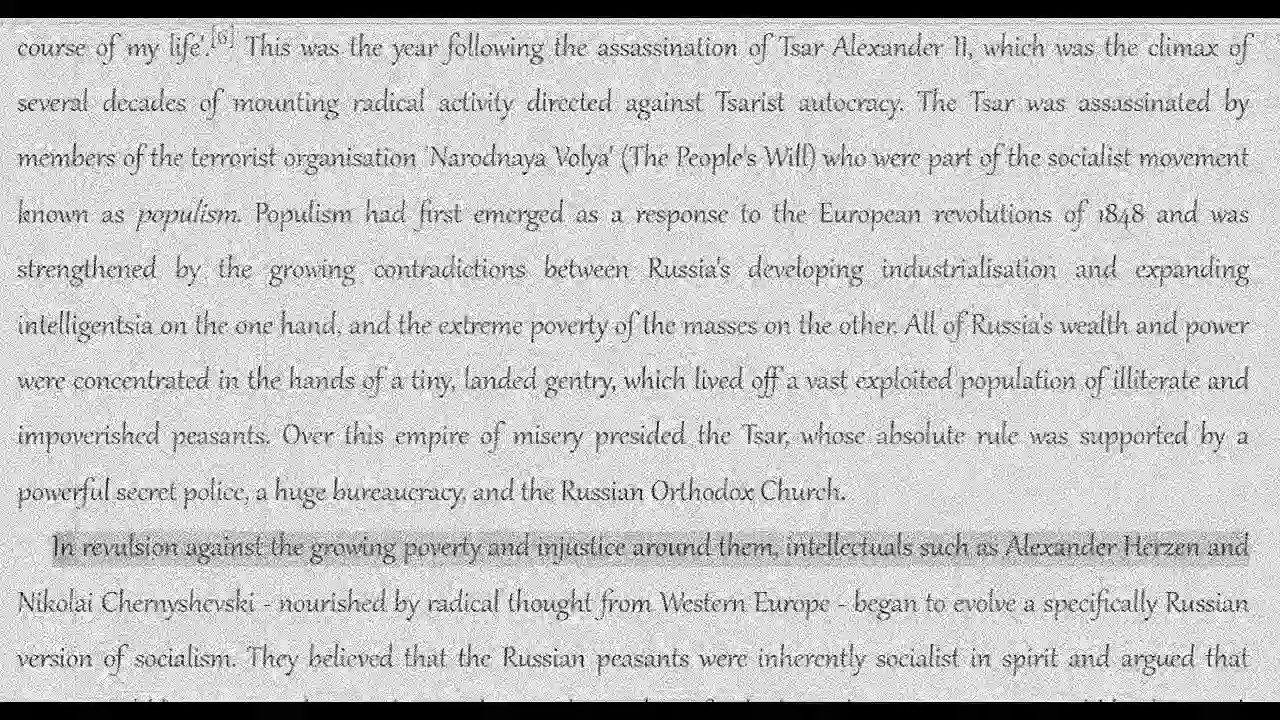 course of my life'.[6] This was the year following the assassination of Tsar Alexander II, which was the climax of
several decades of mounting radical activity directed against Tsarist autocracy. The Tsar was assassinated by
members of the terrorist organisation 'Narodnaya Volya' (The People's Will) who were part of the socialist movement
known as populism. Populism had first emerged as a response to the European revolutions of 1848 and was
strengthened by the growing contradictions between Russia's developing industrialisation and expanding
intelligentsia on the one hand, and the extreme poverty of the masses on the other. All of Russia's wealth and power
were concentrated in the hands of a tiny, landed gentry, which lived off a vast exploited population of illiterate and
impoverished peasants. Over this empire of misery presided the Tsar, whose absolute rule was supported by a
powerful secret police, a huge bureaucracy, and the Russian Orthodox Church.
In revulsion against the growing poverty and injustice around them, intellectuals such as Alexander Herzen and
Nikolai Chernyshevski - nourished by radical thought from Western Europe - began to evolve a specifically Russian
version of socialism. They believed that the Russian peasants were inherently socialist in spirit and argued that